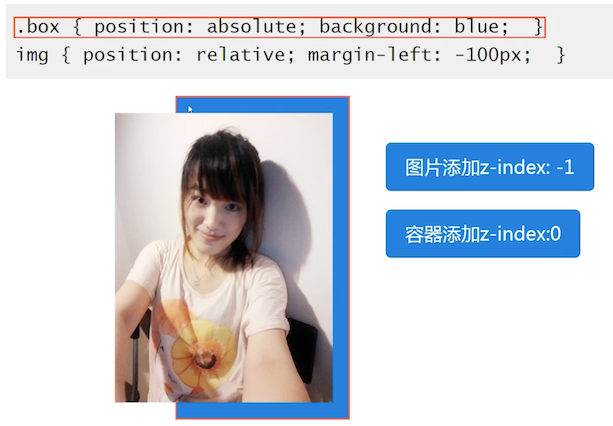 .box { position: absolute; background: blue;  }
img { position: relative; margin-left: -100px;  }
图片添加z-index: -1
容器添加z-index:0